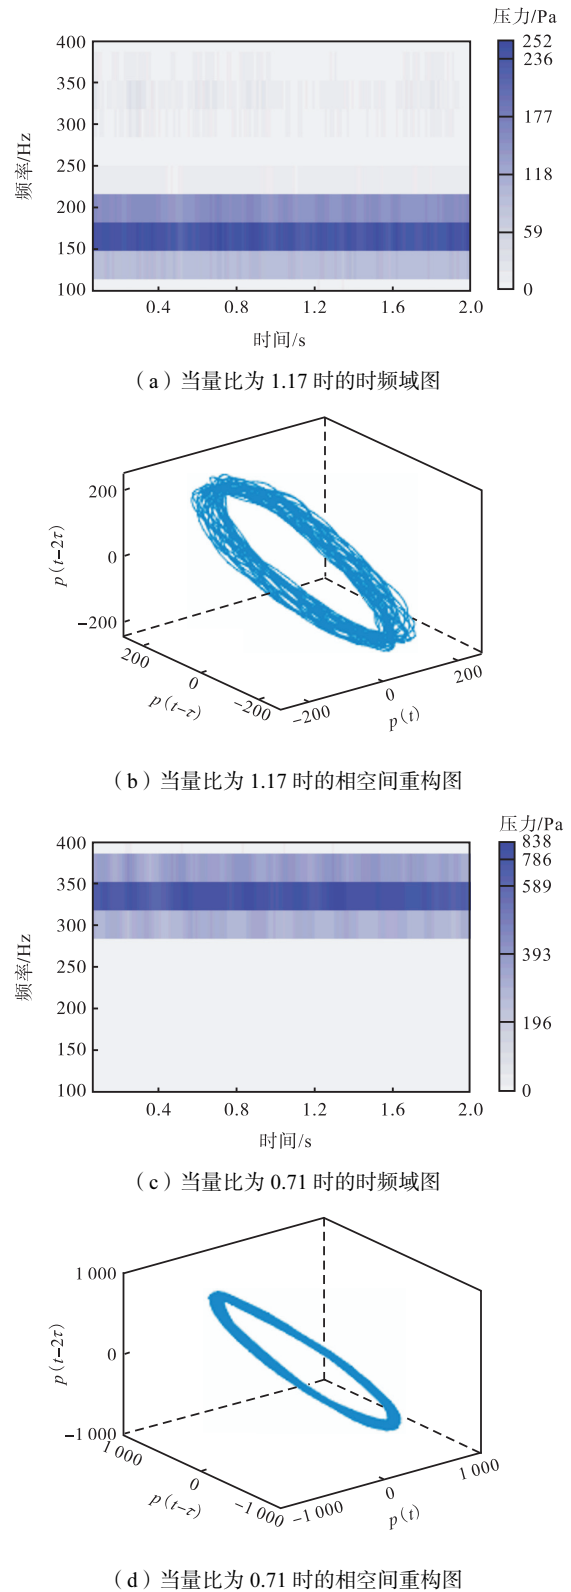 压力/Pa
400
350
300
250
200
150
100
频率/Hz
252
236
177
118
59
0
0.4 0.8 1.2 1.6 2.0
时间/s
（a）当量比为 1.17 时的时频域图
200
0
−200
p(t−2τ)
200
0
−200
p(t−τ)
−200
0
200
p(t)
（b）当量比为 1.17 时的相空间重构图
压力/Pa
400
350
300
250
200
150
100
频率/Hz
838
786
589
393
196
0
0.4 0.8 1.2 1.6 2.0
时间/s
（c）当量比为 0.71 时的时频域图
1 000
0
−1 000
p(t−2τ)
1 000
0
−1 000
p(t−τ)
−1 000
0
1 000
p(t)
（d）当量比为 0.71 时的相空间重构图